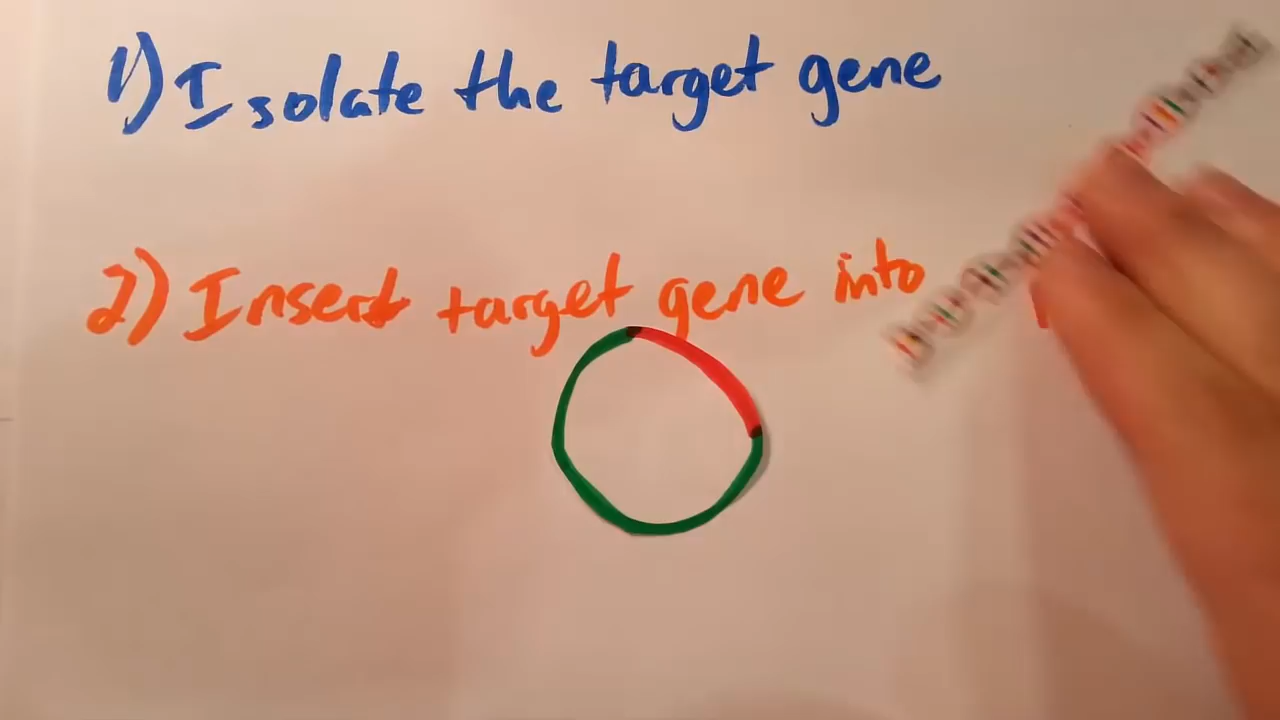 1) Isolate the target gene
2) Insert target gene into